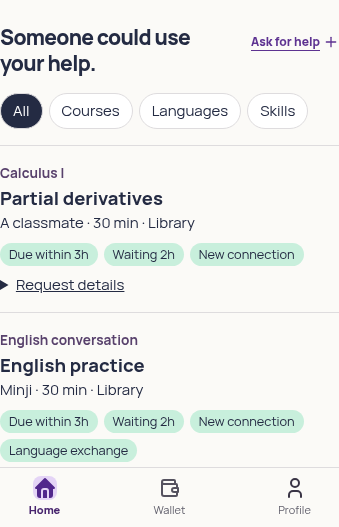 Someone could use
your help.
Ask for help +
All
Courses
Languages
Skills
Calculus I
Partial derivatives
A classmate · 30 min · Library
Due within 3h
Waiting 2h
New connection
Request details
English conversation
English practice
Minji · 30 min · Library
Due within 3h
Waiting 2h
New connection
Language exchange
Home
Wallet
Profile